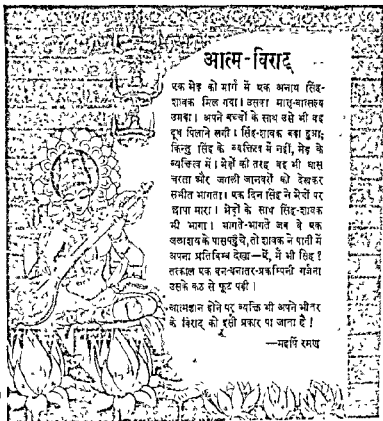 आत्म-विराट्
एक भेड़ को मार्ग में एक अनाथ सिंह-
शावक मिल गया। उसका मातृ-वात्सल्य
उमड़ा। अपने बच्चों के साथ उसे भी वह
दूध पिलाने लगी। सिंह-शावक बड़ा हुआ;
किन्तु सिंह के व्यक्तित्व में नहीं, भेड़ के
व्यक्तित्व में। भेड़ों की तरह वह भी घास
चरता और जंगली जानवरों को देखकर
सभीत भागता। एक दिन सिंह ने भेड़ों पर
छापा मारा। भेड़ों के साथ सिंह-शावक
भी भागा। भागते-भागते जब वे एक
जलाशय के पास पहुंचे, तो शावक ने पानी में
अपना प्रतिबिम्ब देखा—ऐं, मैं भी सिंह!
तत्काल एक वन-वनांतर-प्रकम्पिनी गर्जना
उसके कंठ से फूट पड़ी।
आत्मज्ञान होने पर व्यक्ति भी अपने भीतर
के विराट् को इसी प्रकार पा जाता है!
—महर्षि रमण